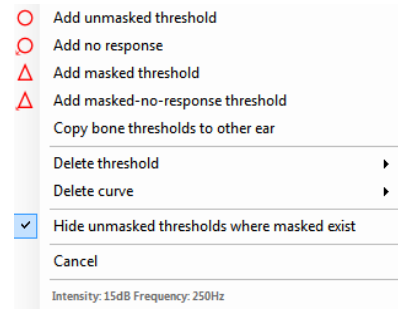 Add unmasked threshold
Add no response
Add masked threshold
Add masked-no-response threshold
Copy bone thresholds to other ear
Delete threshold
Delete curve
Hide unmasked thresholds where masked exist
Cancel
Intensity: 15dB Frequency: 250Hz